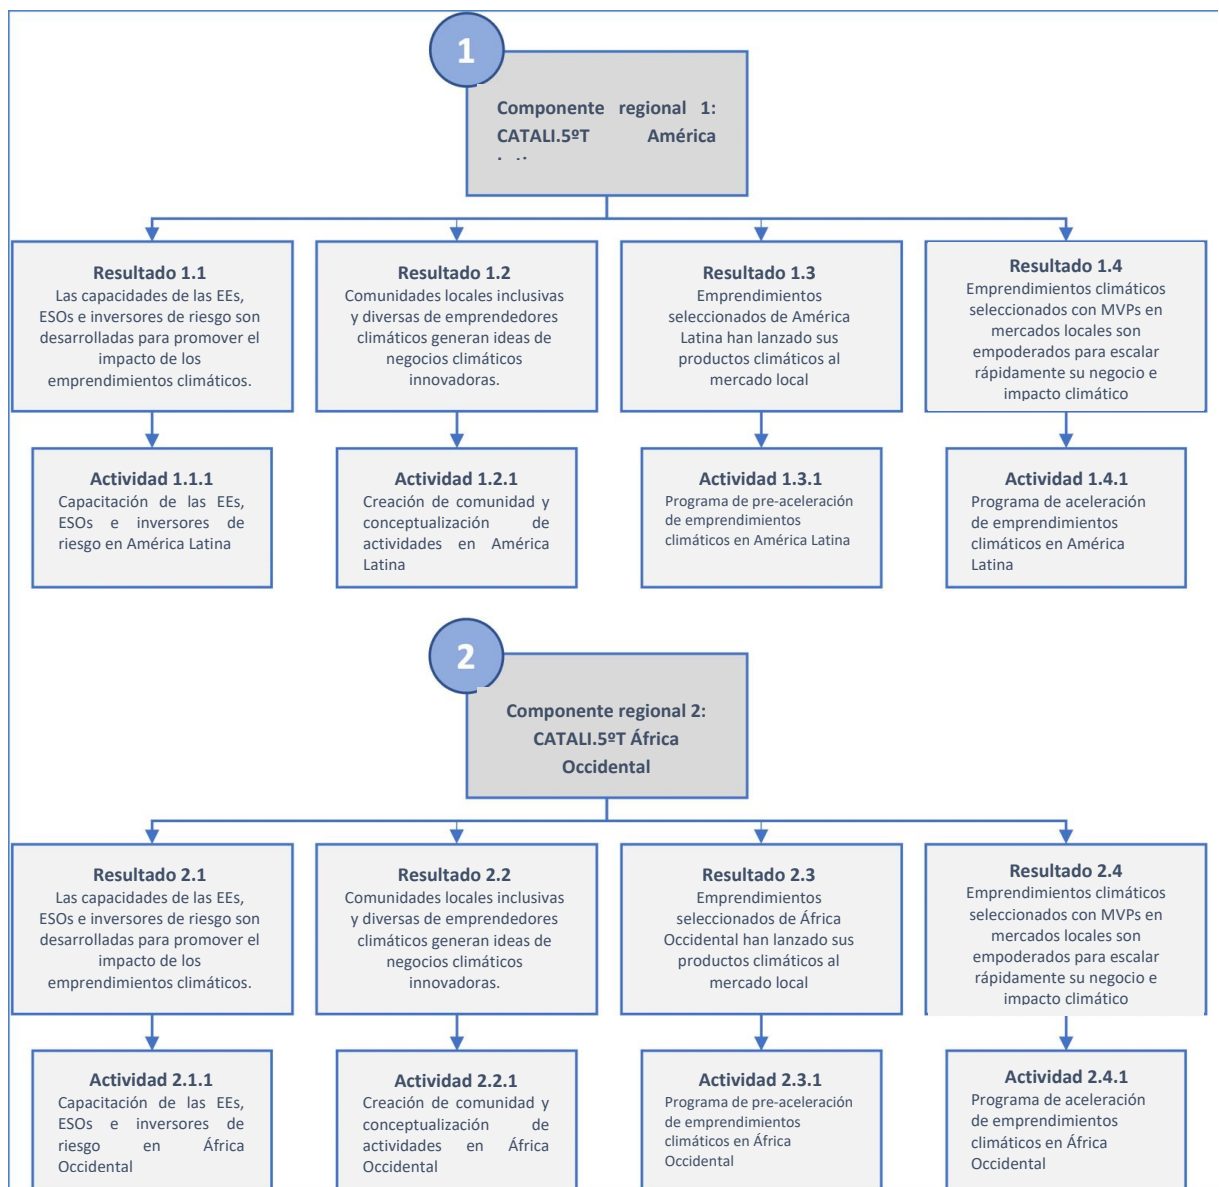 1
Componente regional 1:
CATALI.5ºT América
Resultado 1.1
Las capacidades de las EEs,
ESOs e inversores de riesgo son
desarrolladas para promover el
impacto de los
emprendimientos climáticos.
Resultado 1.2
Comunidades locales inclusivas
y diversas de emprendedores
climáticos generan ideas de
negocios climáticos
innovadoras.
Resultado 1.3
Emprendimientos
seleccionados de América
Latina han lanzado sus
productos climáticos al
mercado local
Resultado 1.4
Emprendimientos climáticos
seleccionados con MVPs en
mercados locales son
empoderados para escalar
rápidamente su negocio e
impacto climático
Actividad 1.1.1
Capacitación de las EEs,
ESOs e inversores de
riesgo en América Latina
Actividad 1.2.1
Creación de comunidad y
conceptualización de
actividades en América
Latina
Actividad 1.3.1
Programa de pre-aceleración
de emprendimientos
climáticos en América Latina
Actividad 1.4.1
Programa de aceleración
de emprendimientos
climáticos en América
Latina
2
Componente regional 2:
CATALI.5ºT África
Occidental
Resultado 2.1
Las capacidades de las EEs,
ESOs e inversores de riesgo son
desarrolladas para promover el
impacto de los
emprendimientos climáticos.
Resultado 2.2
Comunidades locales inclusivas
y diversas de emprendedores
climáticos generan ideas de
negocios climáticos
innovadoras.
Resultado 2.3
Emprendimientos
seleccionados de África
Occidental han lanzado sus
productos climáticos al
mercado local
Resultado 2.4
Emprendimientos climáticos
seleccionados con MVPs en
mercados locales son
empoderados para escalar
rápidamente su negocio e
impacto climático
Actividad 2.1.1
Capacitación de las EEs,
ESOs e inversores de
riesgo en África
Occidental
Actividad 2.2.1
Creación de comunidad y
conceptualización de
actividades en África
Occidental
Actividad 2.3.1
Programa de pre-aceleración
de emprendimientos
climáticos en África
Occidental
Actividad 2.4.1
Programa de aceleración
de emprendimientos
climáticos en África
Occidental